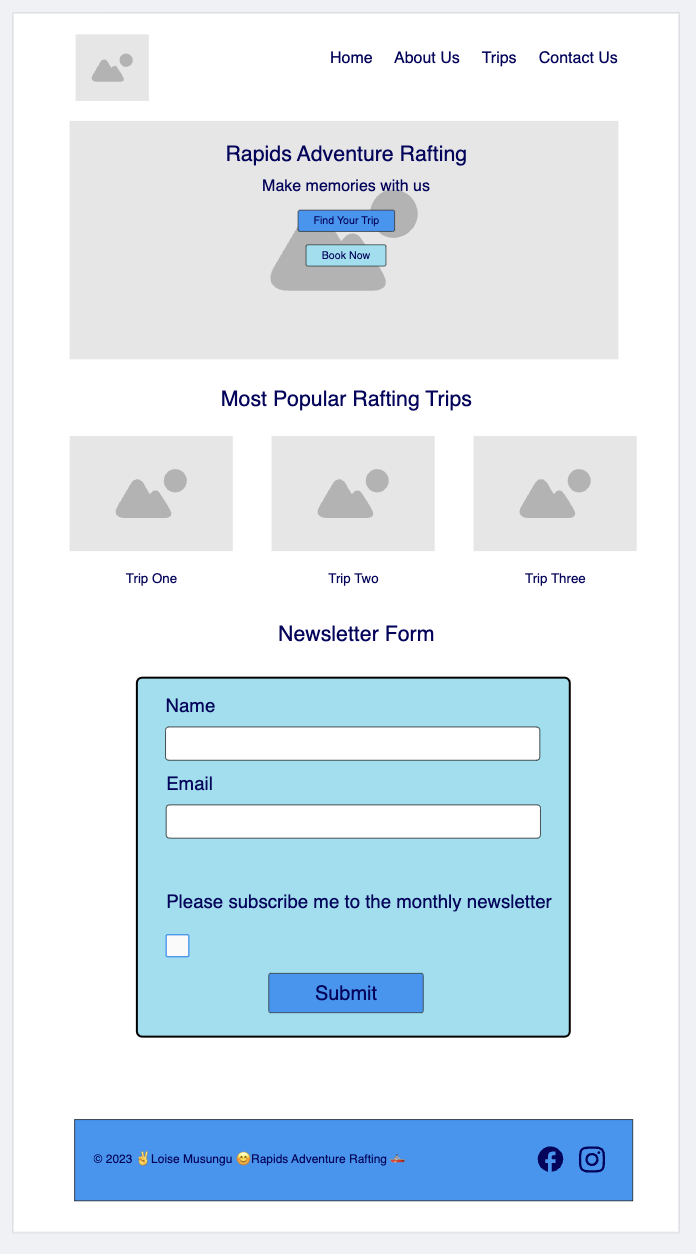 Home About Us Trips Contact Us
Rapids Adventure Rafting
Make memories with us
Find Your Trip
Book Now
Most Popular Rafting Trips
Trip One Trip Two Trip Three
Newsletter Form
Name
Email
Please subscribe me to the monthly newsletter
Submit
© 2023 ✌️Loise Musungu 😊Rapids Adventure Rafting 🚣